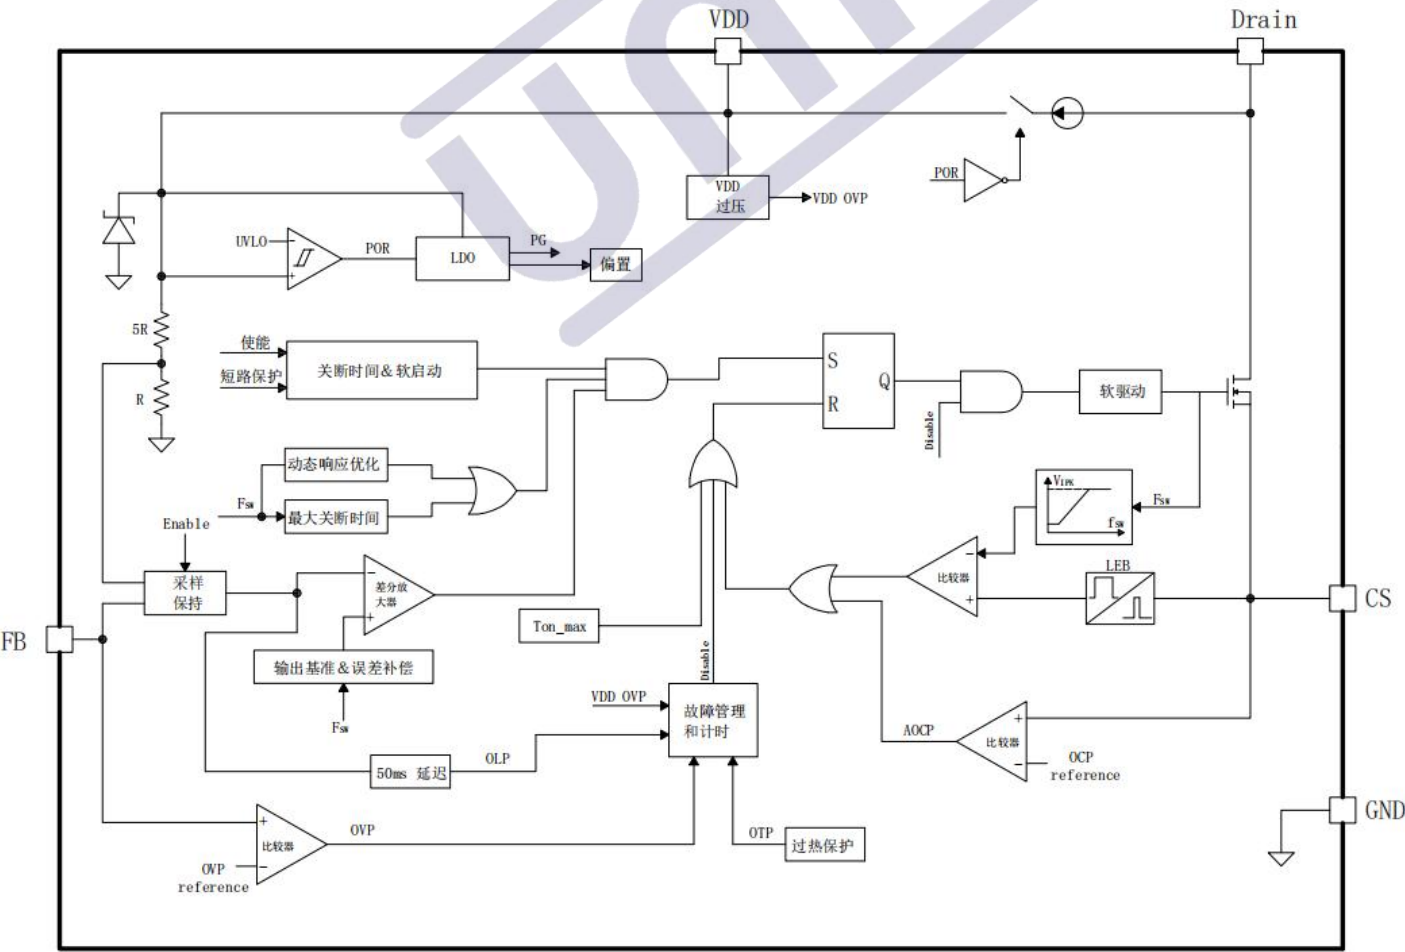 VDD
Drain
POR
VDD
过压
VDD OVP
UVLO
POR
LDO
PG
偏置
5R
R
使能
短路保护
关断时间&软启动
S
R
Q
Disable
软驱动
动态响应优化
Fsw
最大关断时间
VIPK
fsw
Fsw
Enable
采样
保持
差分放
大器
比较器
LEB
CS
FB
Ton_max
输出基准&误差补偿
Fsw
Disable
VDD OVP
故障管理
和计时
AOCP
比较器
OCP
reference
50ms 延迟
OLP
GND
比较器
OVP
OVP
reference
OTP
过热保护
UNI